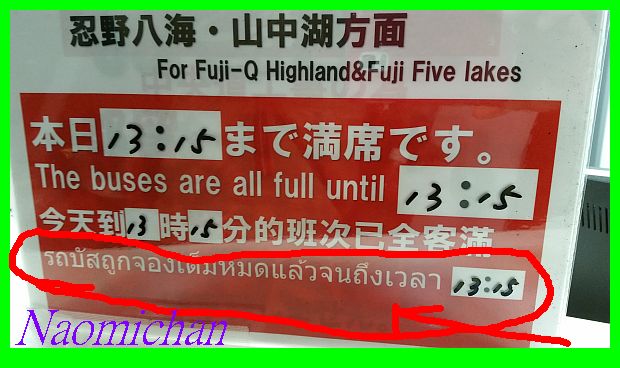 忍野八海・山中湖方面
For Fuji-Q Highland&Fuji Five lakes
本日13:15まで満席です。
The buses are all full until 13:15
今天到13時15分的班次已全客滿
รถบัสถูกจองเต็มหมดแล้วจนถึงเวลา 13:15
Naomichan